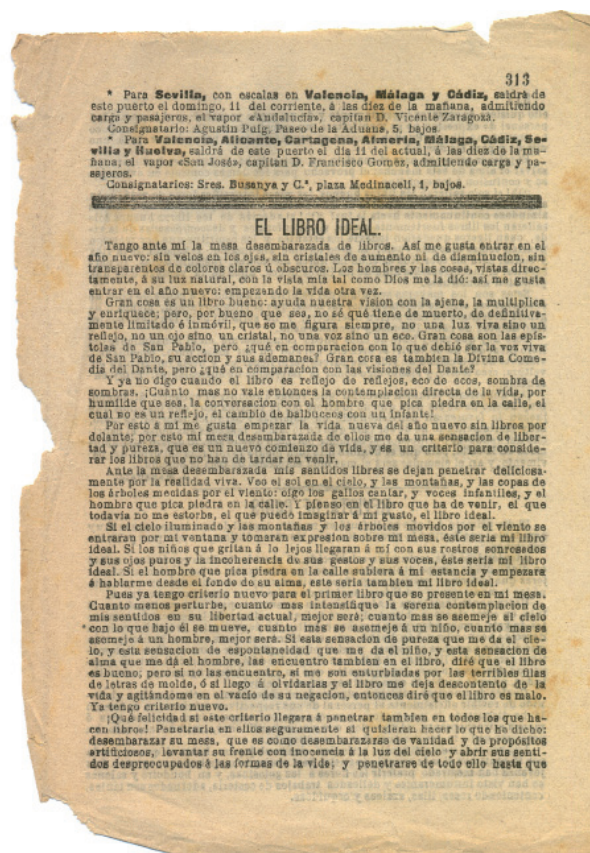 313
* Para Sevilla, con escalas en Valencia, Málaga y Cádiz, saldrá de
este puerto el domingo, 11 del corriente, á las diez de la mañana, admitiendo
carga y pasajeros, el vapor «Andalucía», capitan D. Vicente Zaragoza.
Consignatario: Agustin Puig, Paseo de la Aduana, 5, bajos.
* Para Valencia, Alicante, Cartagena, Almería, Málaga, Cádiz, Se-
villa y Huelva, saldrá de este puerto el dia 11 del actual, á las diez de la ma-
ñana, el vapor «San José», capitan D. Francisco Gomez, admitiendo carga y pa-
sajeros.
Consignatarios: Sres. Busanya y C.ª, plaza Medinaceli, 1, bajos.
EL LIBRO IDEAL.
Tengo ante mí la mesa desembarazada de libros. Así me gusta entrar en el
año nuevo: sin velos en los ojos, sin cristales de aumento ni de disminucion, sin
transparentes de colores claros ú obscuros. Los hombres y las cosas, vistas direc-
tamente, á su luz natural, con la vista mia tal como Dios me la dió: así me gusta
entrar en el año nuevo: empezando la vida otra vez.
Gran cosa es un libro bueno: ayuda nuestra vision con la ajena, la multiplica
y enriquece; pero, por bueno que sea, no sé qué tiene de muerto, de definitiva-
mente limitado é inmóvil, que se me figura siempre, no una luz viva sino un
reflejo, no un ojo sino un cristal, no una voz sino un eco. Gran cosa son las epís-
tolas de San Pablo, pero ¿qué en comparacion con lo que debió ser la voz viva
de San Pablo, su accion y sus ademanes? Gran cosa es tambien la Divina Come-
dia del Dante, pero ¿qué en comparacion con las visiones del Dante?
Y ya no digo cuando el libro es reflejo de reflejos, eco de ecos, sombra de
sombras. ¡Cuánto mas no vale entonces la contemplacion directa de la vida, por
humilde que sea, la conversacion con el hombre que pica piedra en la calle, el
cual no es un reflejo, el cambio de balbuceos con un infante!
Por esto á mí me gusta empezar la vida nueva del año nuevo sin libros por
delante; por esto mi mesa desembarazada de ellos me da una sensacion de liber-
tad y pureza, que es un nuevo comienzo de vida, y es un criterio para conside-
rar los libros que no han de tardar en venir.
Ante la mesa desembarazada mis sentidos libres se dejan penetrar deliciosa-
mente por la realidad viva. Veo el sol en el cielo, y las montañas, y las copas de
los árboles mecidas por el viento: oigo los gallos cantar, y voces infantiles, y el
hombre que pica piedra en la calle. Y pienso en el libro que ha de venir, el que
todavía no me estorba, el que puedo imaginar á mi gusto, el libro ideal.
Si el cielo iluminado y las montañas y los árboles movidos por el viento se
entraran por mi ventana y tomaran expresion sobre mi mesa, éste seria mi libro
ideal. Si los niños que gritan á lo lejos llegaran á mí con sus rostros sonrosados
y sus ojos puros y la incoherencia de sus gestos y sus voces, éste seria mi libro
ideal. Si el hombre que pica piedra en la calle subiera á mi estancia y empezara
á hablarme desde el fondo de su alma, este seria tambien mi libro ideal.
Pues ya tengo criterio nuevo para el primer libro que se presente en mi mesa.
Cuanto menos perturbe, cuanto mas intensifique la serena contemplacion de
mis sentidos en su libertad actual, mejor será; cuanto mas se asemeje al cielo
con lo que bajo él se mueve, cuanto mas se asemeje á un niño, cuanto mas se
asemeje á un hombre, mejor será. Si esta sensacion de pureza que me da el cie-
lo, y esta sensacion de espontaneidad que me da el niño, y esta sensacion de
alma que me dá el hombre, las encuentro tambien en el libro, diré que el libro
es bueno; pero si no las encuentro, si me son enturbiadas por las terribles filas
de letras de molde, ó si llego á olvidarlas y el libro me deja descontento de la
vida y agitándome en el vacío de su negacion, entonces diré que el libro es malo.
Ya tengo criterio nuevo.
¡Qué felicidad si este criterio llegara á penetrar tambien en todos los que ha-
cen libros! Penetraria en ellos seguramente si quisieran hacer lo que he dicho:
desembarazar su mesa, que es como desembarazarse de vanidad y de propósitos
artificiosos, levantar su frente con inocencia á la luz del cielo y abrir sus senti-
dos despreocupados á las formas de la vida; y penetrarse de todo ello hasta que